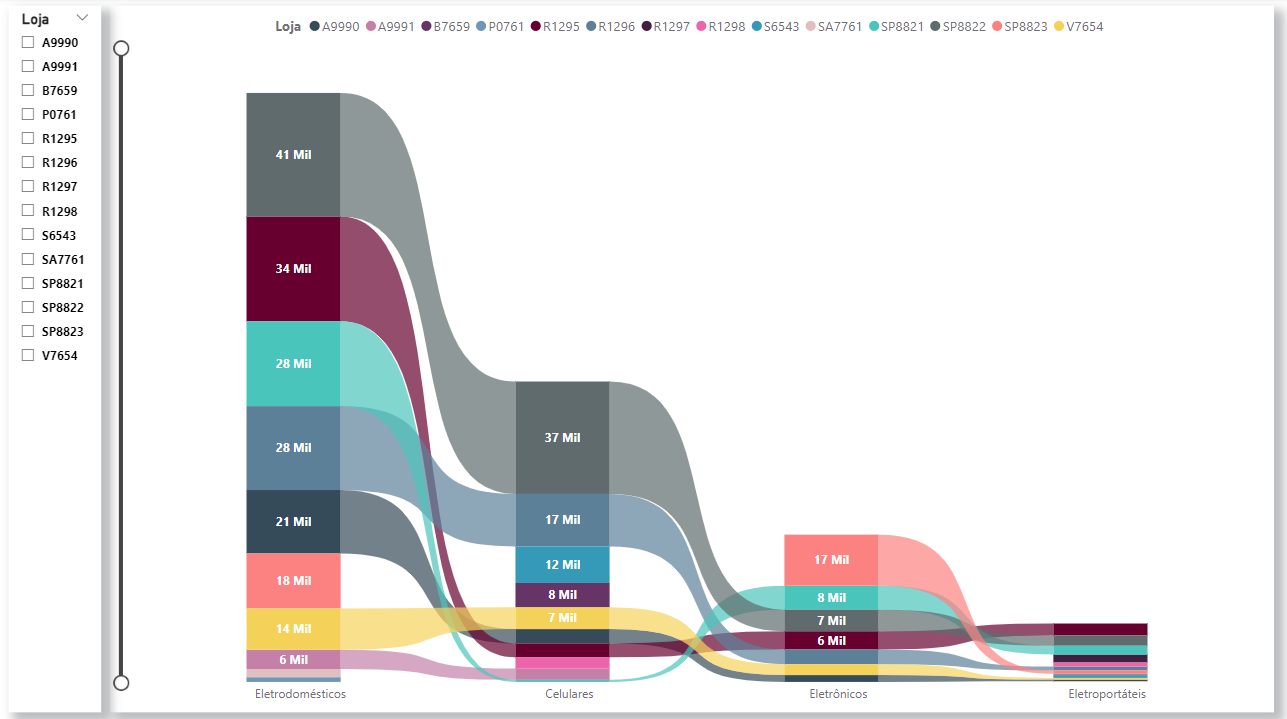 Loja
A9990
A9991
B7659
P0761
R1295
R1296
R1297
R1298
S6543
SA7761
SP8821
SP8822
SP8823
V7654
Loja A9990 A9991 B7659 P0761 R1295 R1296 R1297 R1298 S6543 SA7761 SP8821 SP8822 SP8823 V7654
41 Mil
34 Mil
28 Mil
28 Mil
21 Mil
18 Mil
14 Mil
6 Mil
37 Mil
17 Mil
12 Mil
8 Mil
7 Mil
17 Mil
8 Mil
7 Mil
6 Mil
Eletrodomésticos Celulares Eletrônicos Eletroportáteis